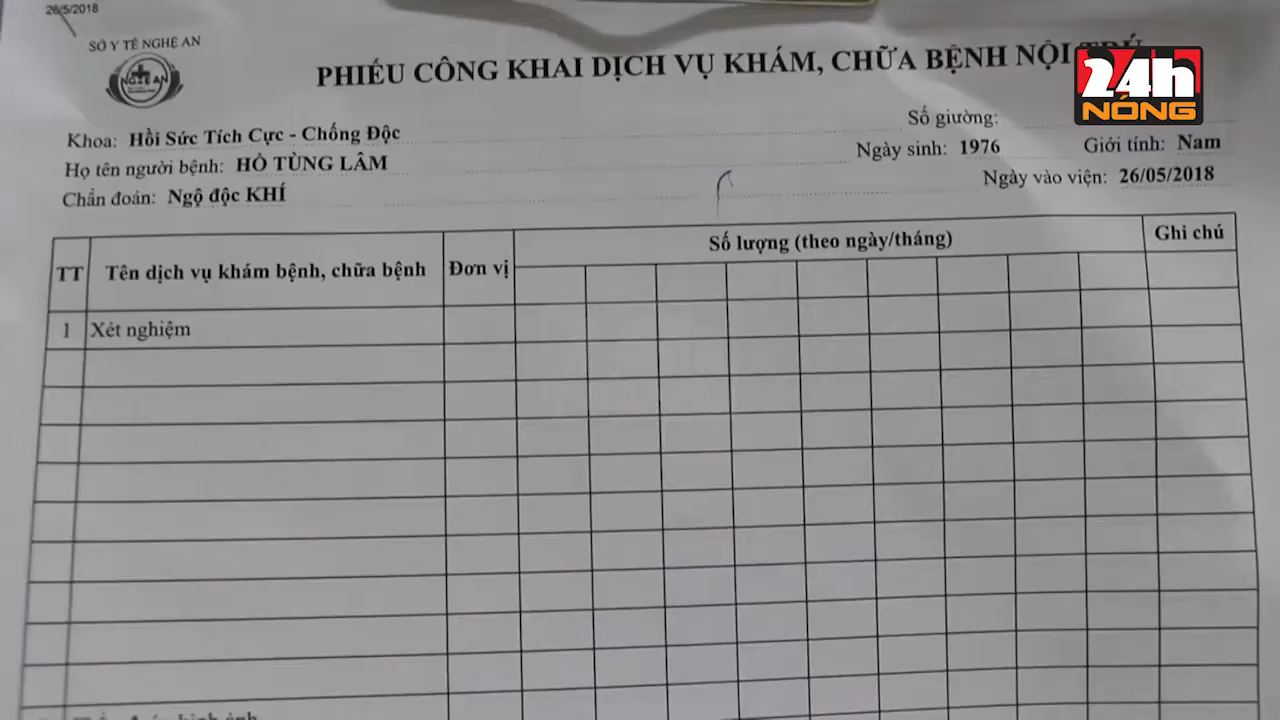 26/5/2018
SỞ Y TẾ NGHỆ AN
NGHỆ AN
PHIẾU CÔNG KHAI DỊCH VỤ KHÁM, CHỮA BỆNH NỘI TRÚ
24h
NÓNG
Số giường:
Khoa: Hồi Sức Tích Cực - Chống Độc
Ngày sinh: 1976 Giới tính: Nam
Họ tên người bệnh: HỒ TÙNG LÂM
Ngày vào viện: 26/05/2018
Chẩn đoán: Ngộ độc KHÍ
TT Tên dịch vụ khám bệnh, chữa bệnh Đơn vị Số lượng (theo ngày/tháng) Ghi chú
1 Xét nghiệm